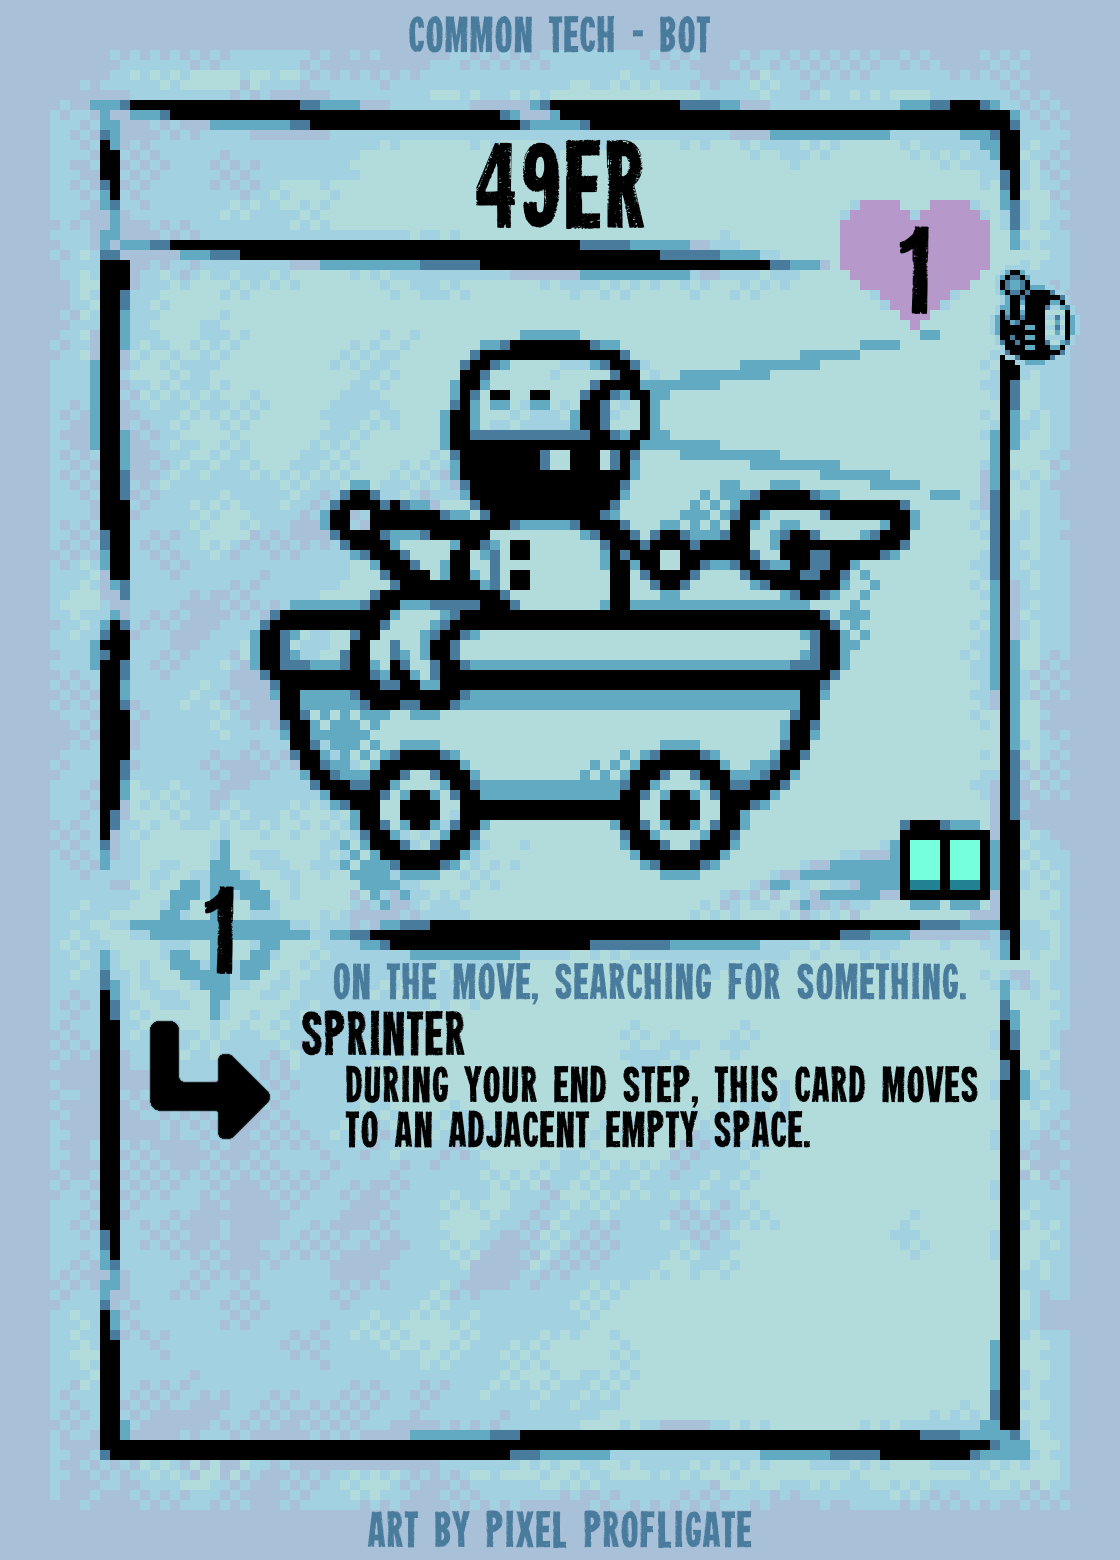 COMMON TECH - BOT
49ER
1
1
ON THE MOVE, SEARCHING FOR SOMETHING.
SPRINTER
DURING YOUR END STEP, THIS CARD MOVES
TO AN ADJACENT EMPTY SPACE.
ART BY PIXEL PROFLIGATE